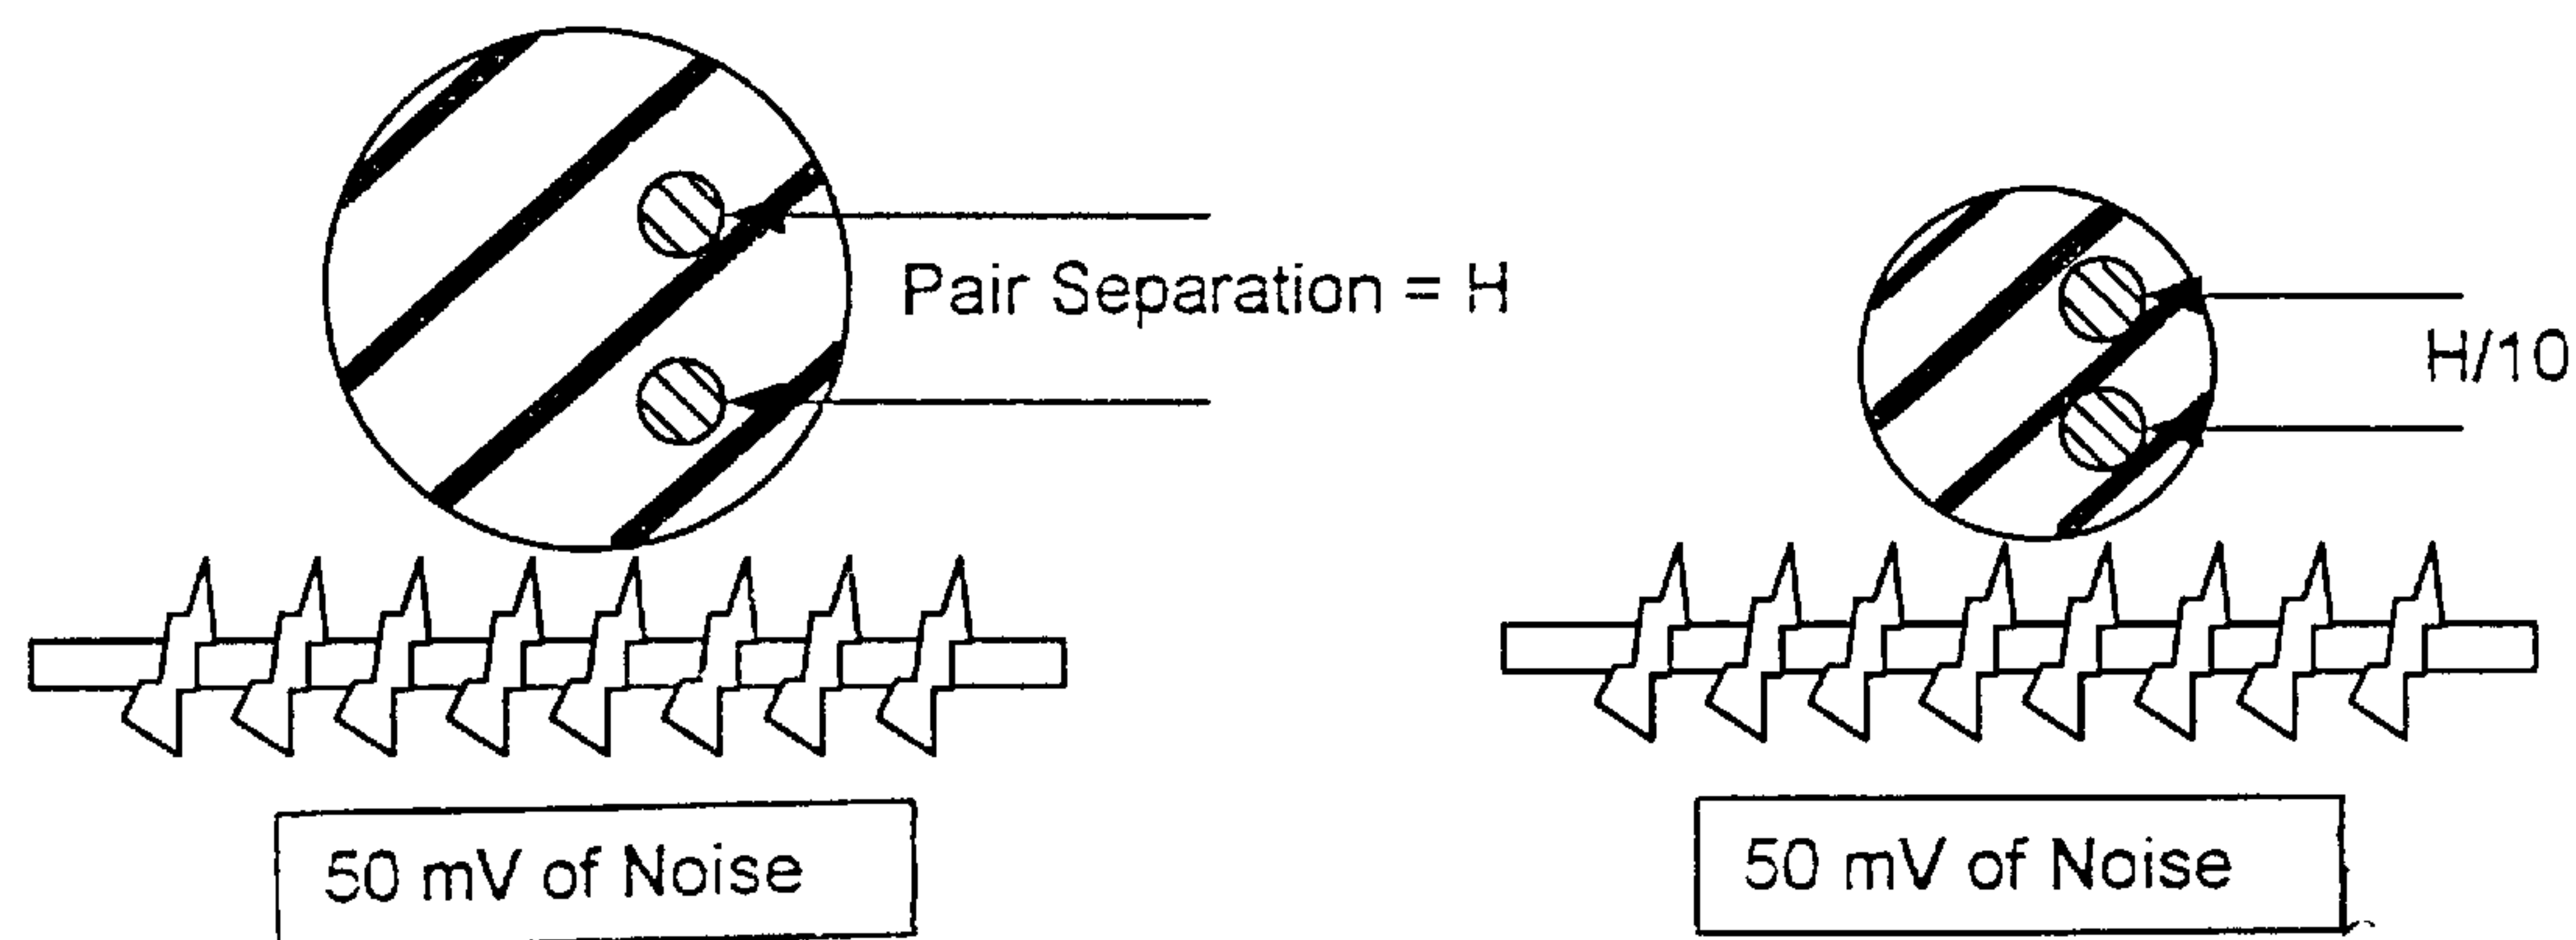 Pair Separation = H
H/10
50 mV of Noise
50 mV of Noise